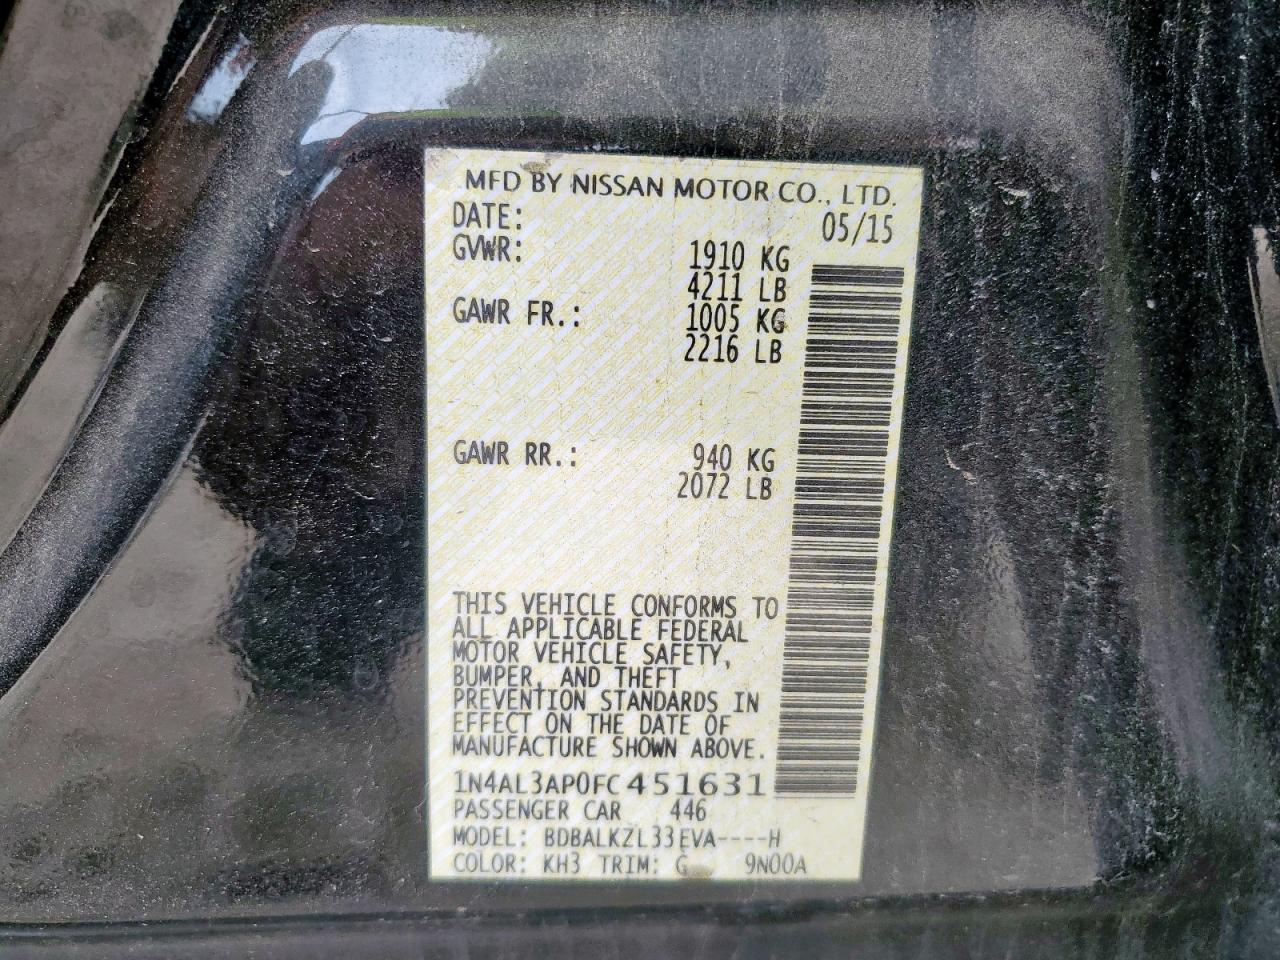 MFD BY NISSAN MOTOR CO., LTD.
DATE: 05/15
GVWR: 1910 KG
4211 LB
GAWR FR.: 1005 KG
2216 LB
GAWR RR.: 940 KG
2072 LB
THIS VEHICLE CONFORMS TO
ALL APPLICABLE FEDERAL
MOTOR VEHICLE SAFETY,
BUMPER, AND THEFT
PREVENTION STANDARDS IN
EFFECT ON THE DATE OF
MANUFACTURE SHOWN ABOVE.
1N4AL3AP0FC451631
PASSENGER CAR 446
MODEL: BDBALKZL33EVA----H
COLOR: KH3 TRIM: G 9N00A